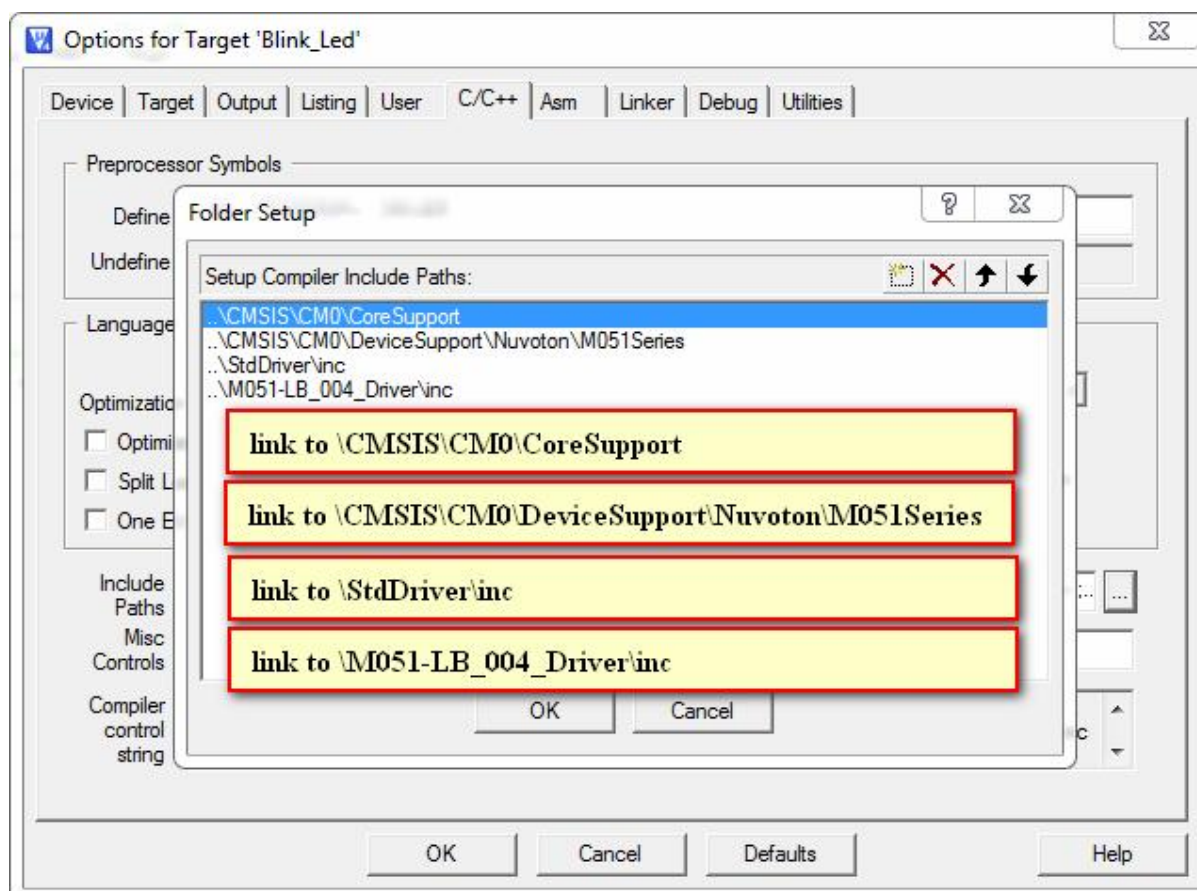 Options for Target 'Blink_Led'
Device Target Output Listing User C/C++ Asm Linker Debug Utilities
Preprocessor Symbols
Define
Folder Setup
Undefine
Setup Compiler Include Paths:
..\CMSIS\CM0\CoreSupport
Language
..\CMSIS\CM0\DeviceSupport\Nuvoton\M051Series
..\StdDriver\inc
..\M051-LB_004_Driver\inc
Optimizatio
link to \CMSIS\CM0\CoreSupport
Optimi
Split L
link to \CMSIS\CM0\DeviceSupport\Nuvoton\M051Series
One E
Include
Paths
link to \StdDriver\inc
...
Misc
Controls
link to \M051-LB_004_Driver\inc
Compiler
control
string
OK Cancel
c
OK Cancel Defaults Help